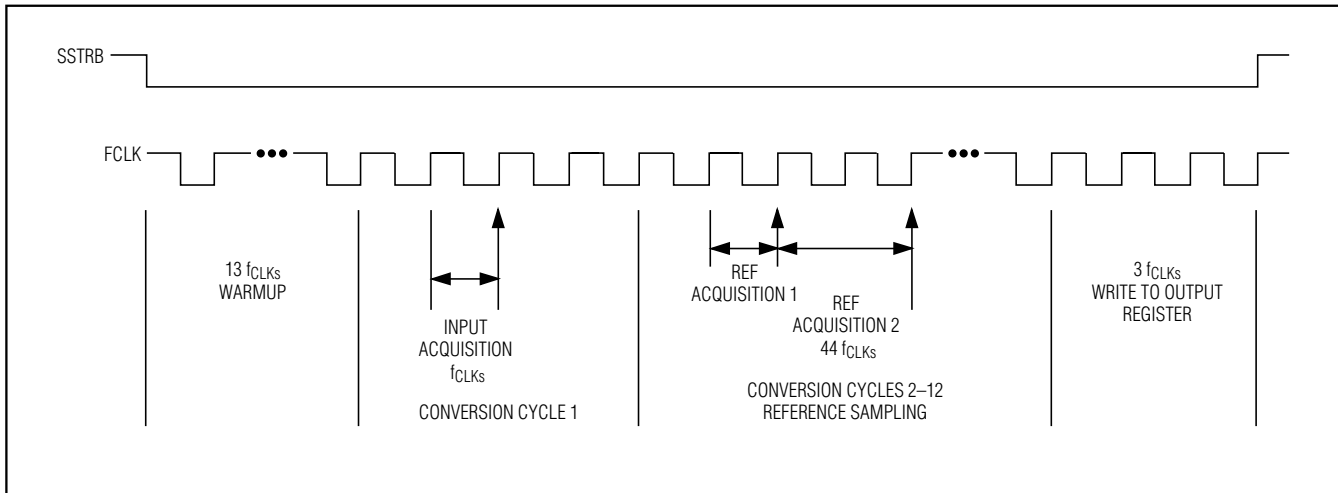 SSTRB
FCLK
13 fCLKs
WARMUP
INPUT
ACQUISITION
fCLKs
CONVERSION CYCLE 1
REF
ACQUISITION 1
REF
ACQUISITION 2
44 fCLKs
CONVERSION CYCLES 2–12
REFERENCE SAMPLING
3 fCLKs
WRITE TO OUTPUT
REGISTER